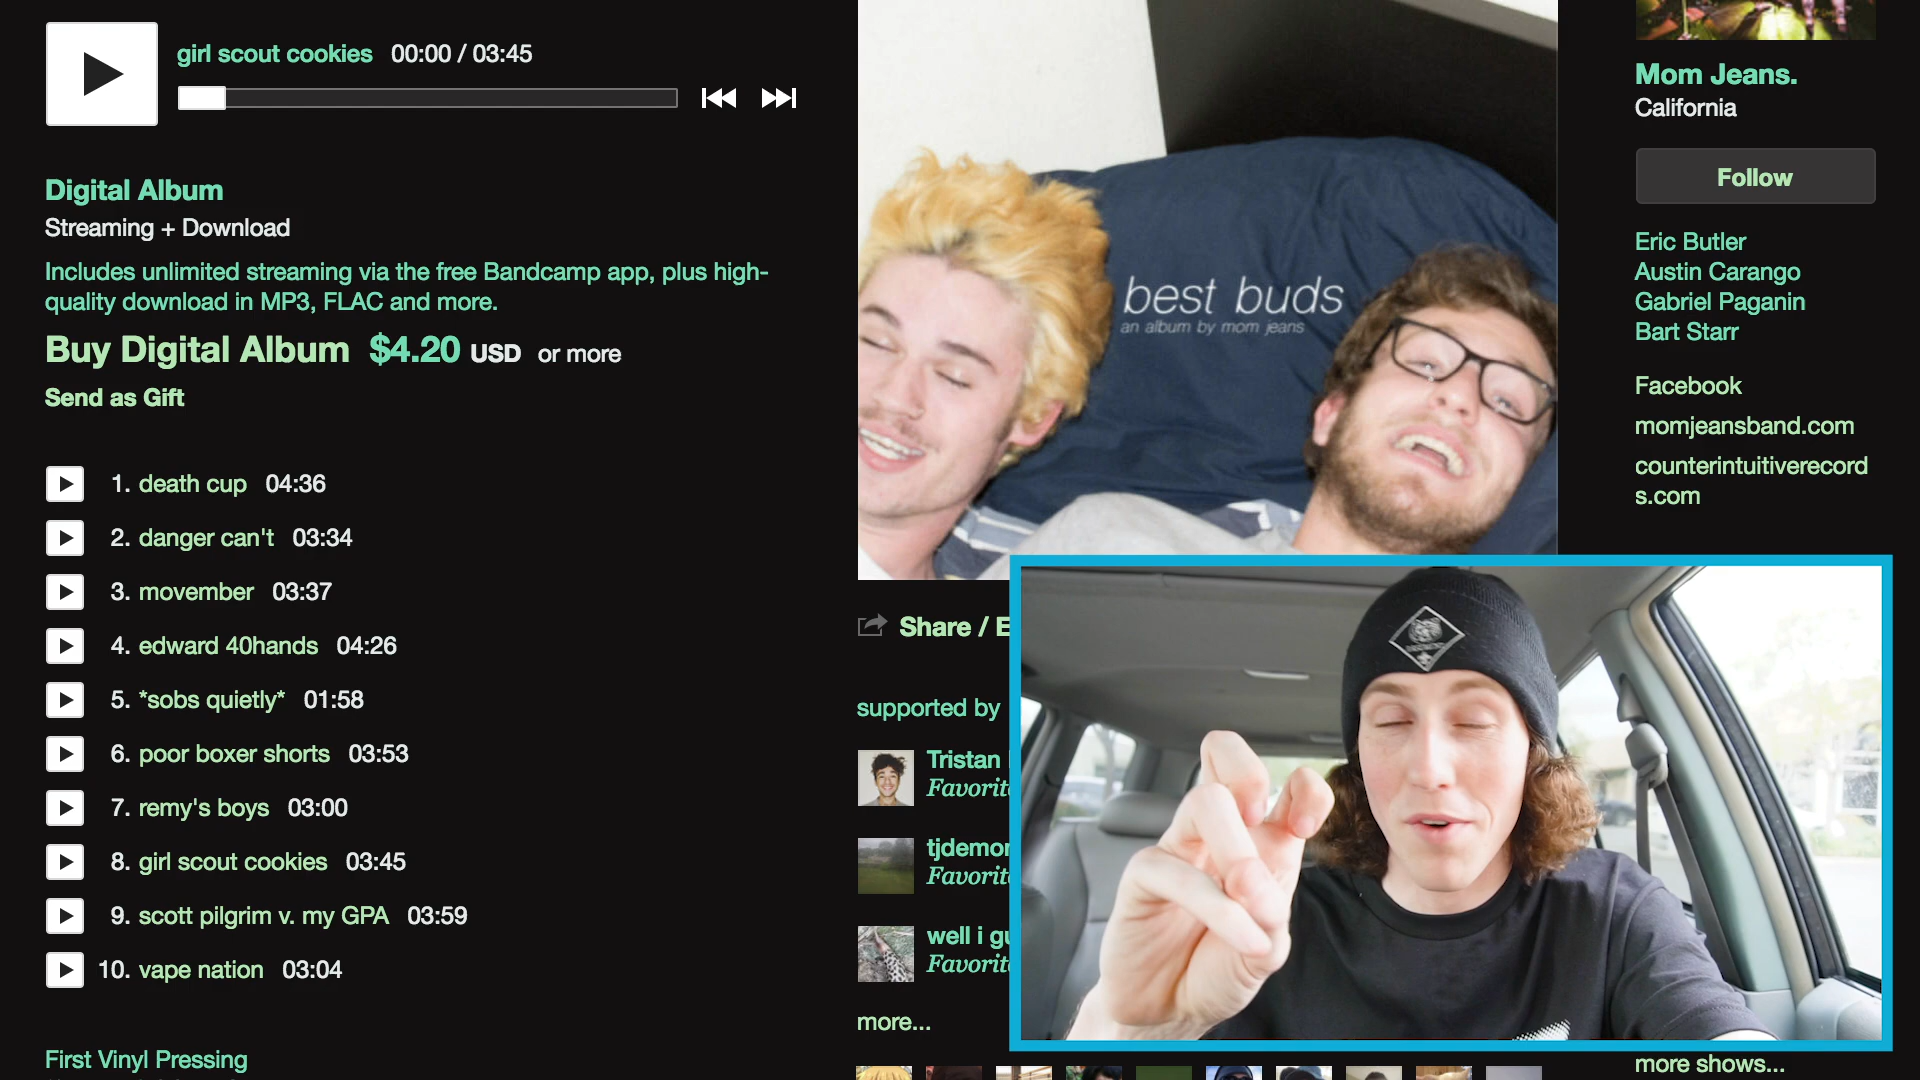 girl scout cookies 00:00 / 03:45
Digital Album
Streaming + Download
Includes unlimited streaming via the free Bandcamp app, plus high-
quality download in MP3, FLAC and more.
Buy Digital Album $4.20 USD or more
Send as Gift
1. death cup 04:36
2. danger can't 03:34
3. movember 03:37
4. edward 40hands 04:26
5. *sobs quietly* 01:58
6. poor boxer shorts 03:53
7. remy's boys 03:00
8. girl scout cookies 03:45
9. scott pilgrim v. my GPA 03:59
10. vape nation 03:04
First Vinyl Pressing
best buds
an album by mom jeans
Share / E
supported by
Tristan
Favorit
tjdemo
Favorit
well i g
Favorit
more...
Mom Jeans.
California
Follow
Eric Butler
Austin Carango
Gabriel Paganin
Bart Starr
Facebook
momjeansband.com
counterintuitiverecord
s.com
more shows...